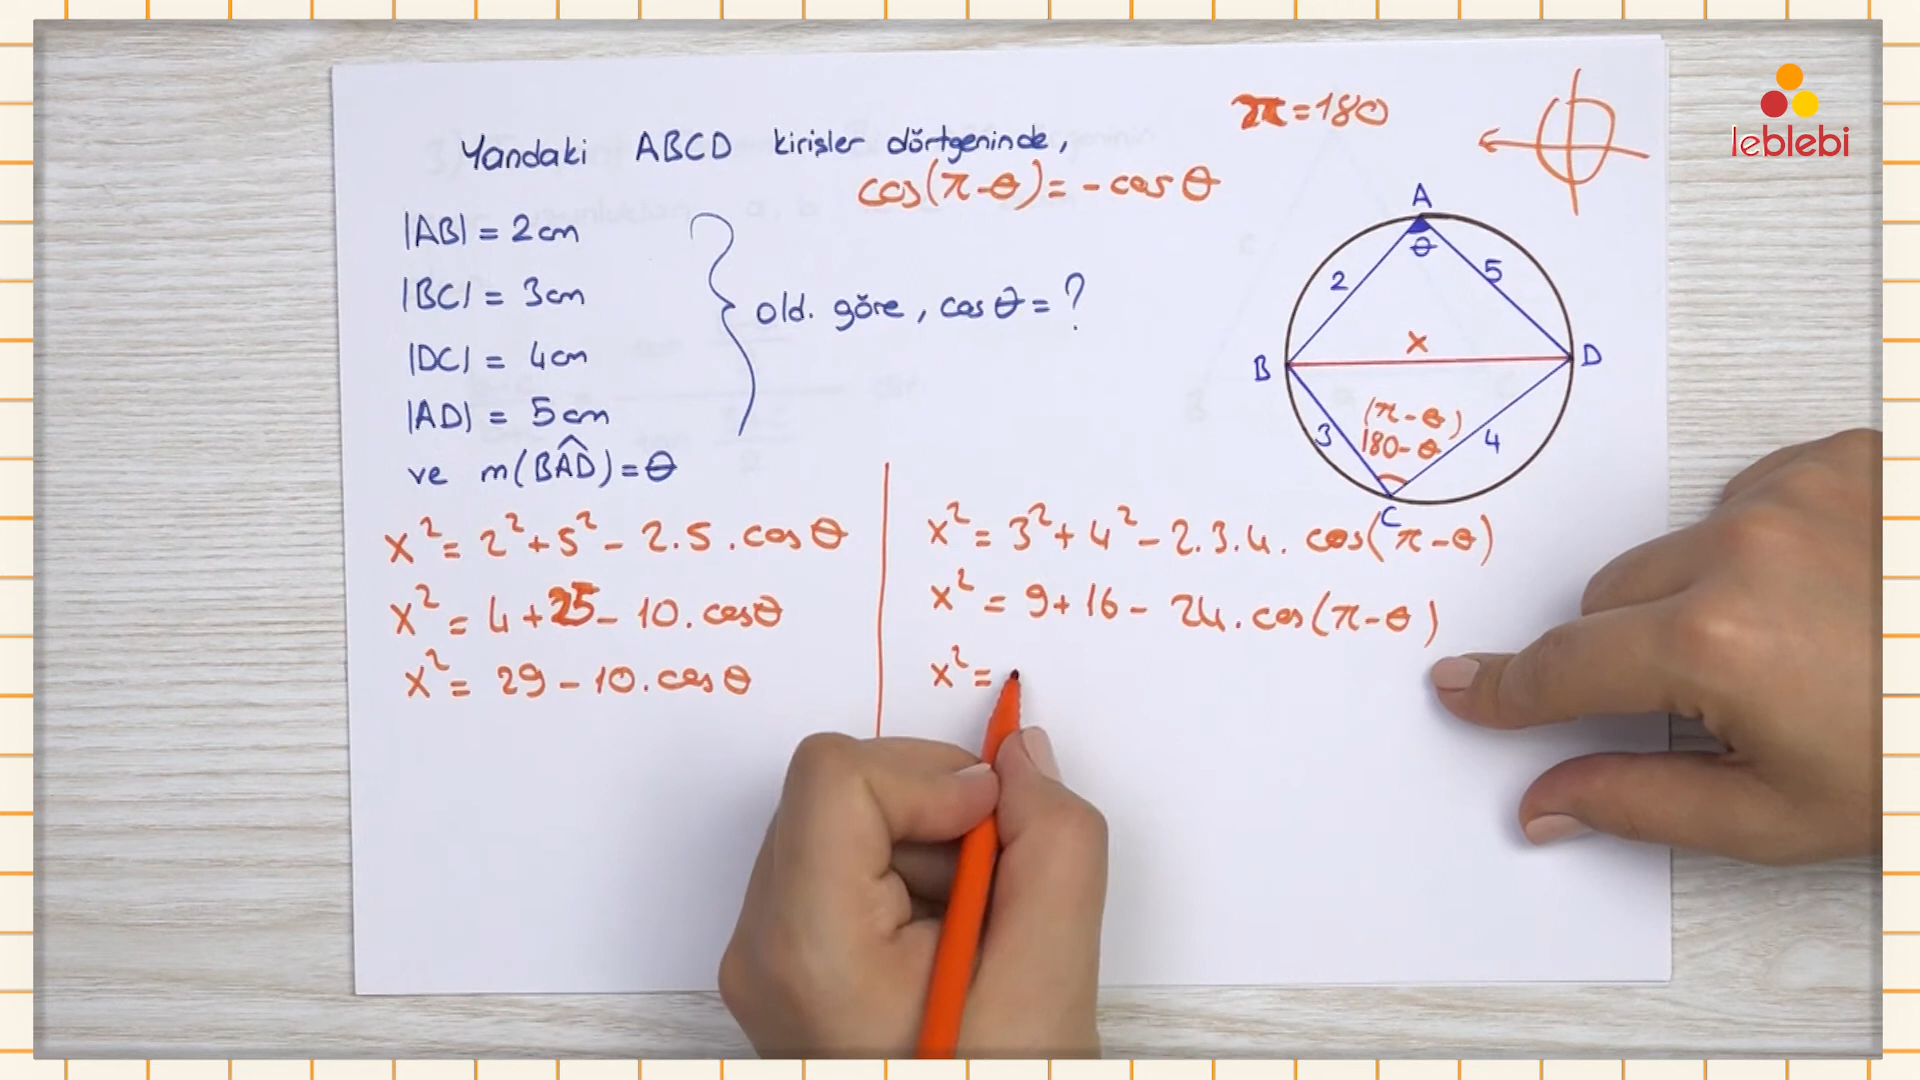 leblebi
π=180
Yandaki ABCD kirişler dörtgeninde,
cos(π-θ)=-cosθ
|AB| = 2cm
|BC| = 3cm
|DC| = 4cm
|AD| = 5cm
ve m(BÂD)=θ
old. göre, cosθ=?
A
θ
2
5
x
B
D
(π-θ)
180-θ
3
4
C
x²= 2²+5²- 2.5.cosθ
x²= 4+25- 10.cosθ
x²= 29-10.cosθ
x²= 3²+4²-2.3.4. cos(π-θ)
x²= 9+16- 24.cos(π-θ)
x²=